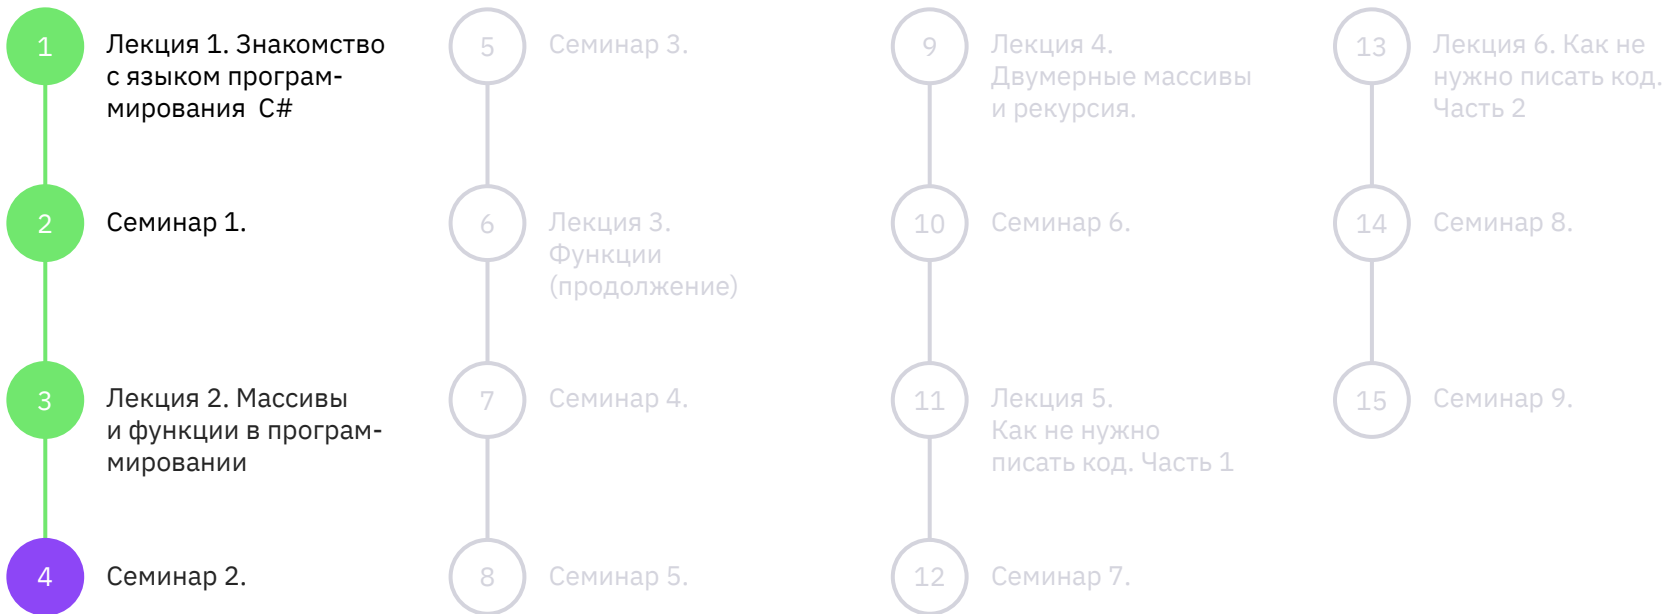 1
Лекция 1. Знакомство
с языком програм-
мирования  C#
2
Семинар 1.
3
Лекция 2. Массивы
и функции в програм-
мировании
4
Семинар 2.
5
Семинар 3.
6
Лекция 3.
Функции
(продолжение)
7
Семинар 4.
8
Семинар 5.
9
Лекция 4.
Двумерные массивы
и рекурсия.
10
Семинар 6.
11
Лекция 5.
Как не нужно
писать код. Часть 1
12
Семинар 7.
13
Лекция 6. Как не
нужно писать код.
Часть 2
14
Семинар 8.
15
Семинар 9.